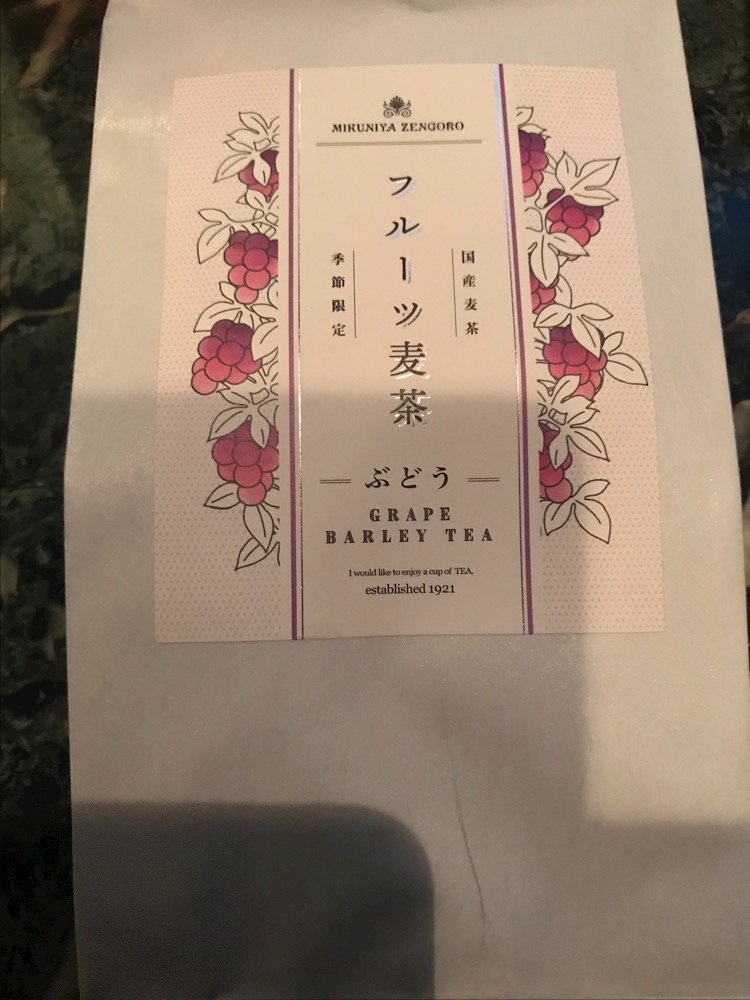 MIKUNIYA ZENGORO
国産麦茶
フルーツ麦茶
季節限定
ぶどう
GRAPE
BARLEY TEA
I would like to enjoy a cup of TEA.
established 1921